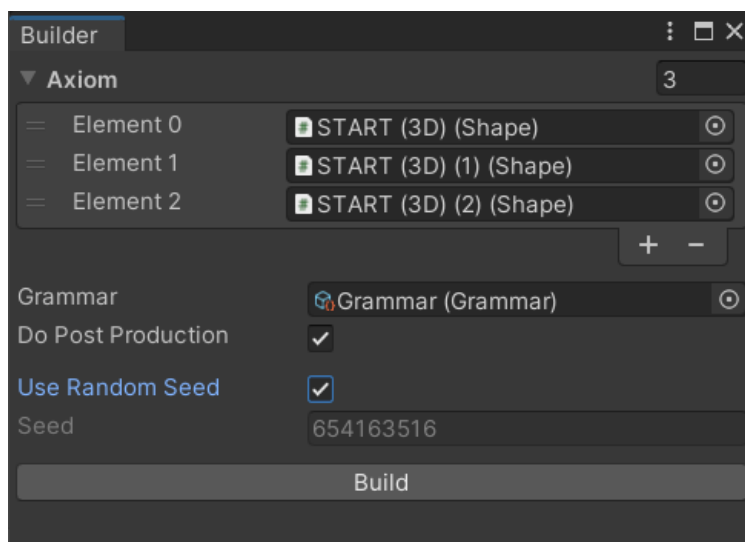 Builder
Axiom 3
Element 0 START (3D) (Shape)
Element 1 START (3D) (1) (Shape)
Element 2 START (3D) (2) (Shape)
+ −
Grammar Grammar (Grammar)
Do Post Production
Use Random Seed
Seed 654163516
Build